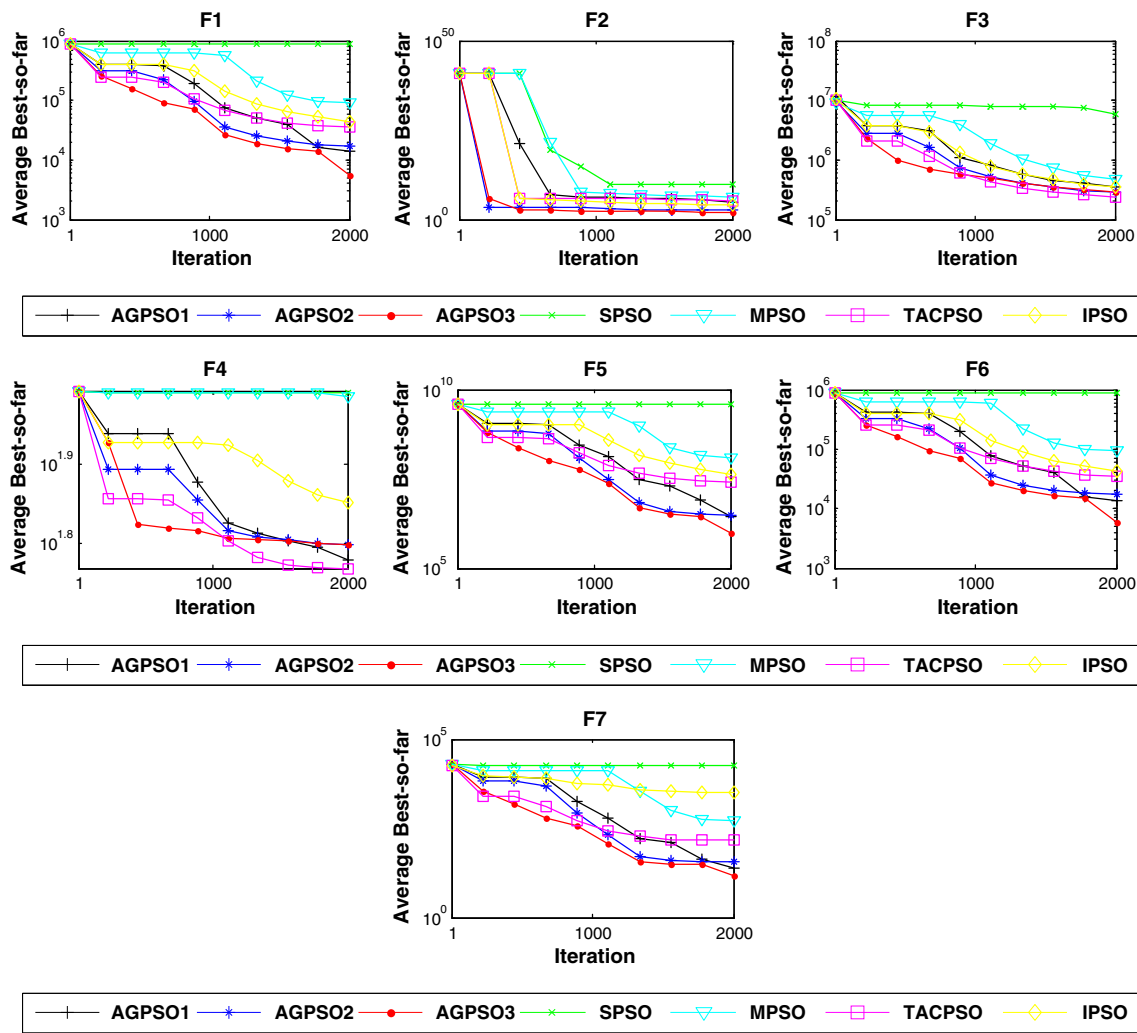 F1
Average Best-so-far
10^6
10^5
10^4
10^3
1
1000
2000
Iteration
F2
Average Best-so-far
10^50
10^0
1
1000
2000
Iteration
F3
Average Best-so-far
10^8
10^7
10^6
10^5
1
1000
2000
Iteration
AGPSO1 AGPSO2 AGPSO3 SPSO MPSO TACPSO IPSO
F4
Average Best-so-far
10^1.9
10^1.8
1
1000
2000
Iteration
F5
Average Best-so-far
10^10
10^5
1
1000
2000
Iteration
F6
Average Best-so-far
10^6
10^5
10^4
10^3
1
1000
2000
Iteration
AGPSO1 AGPSO2 AGPSO3 SPSO MPSO TACPSO IPSO
F7
Average Best-so-far
10^5
10^0
1
1000
2000
Iteration
AGPSO1 AGPSO2 AGPSO3 SPSO MPSO TACPSO IPSO